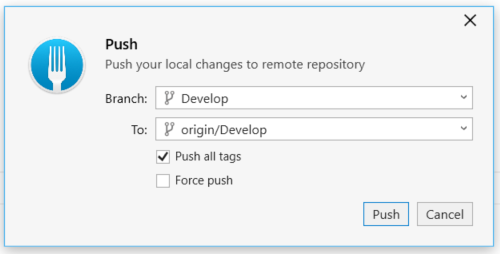 Push
Push your local changes to remote repository
Branch: Develop
To: origin/Develop
Push all tags
Force push
Push Cancel